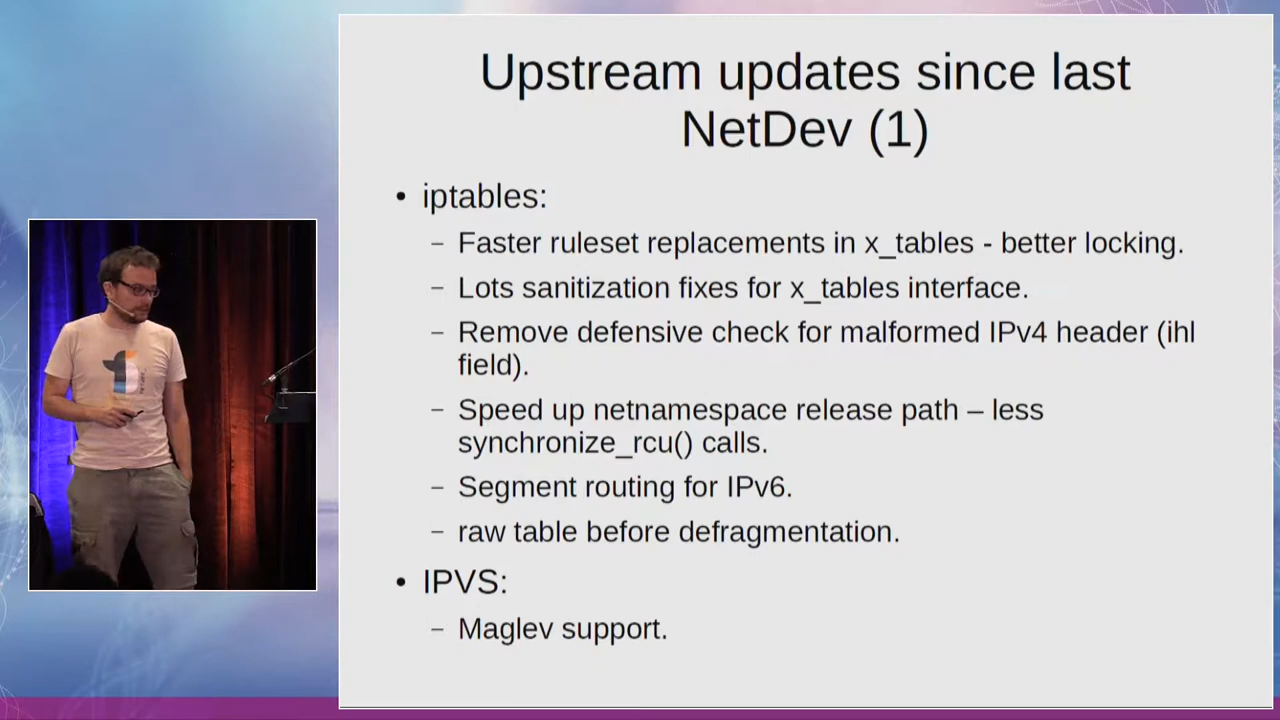 Upstream updates since last
NetDev (1)
• iptables:
– Faster ruleset replacements in x_tables - better locking.
– Lots sanitization fixes for x_tables interface.
– Remove defensive check for malformed IPv4 header (ihl
field).
– Speed up netnamespace release path – less
synchronize_rcu() calls.
– Segment routing for IPv6.
– raw table before defragmentation.
• IPVS:
– Maglev support.